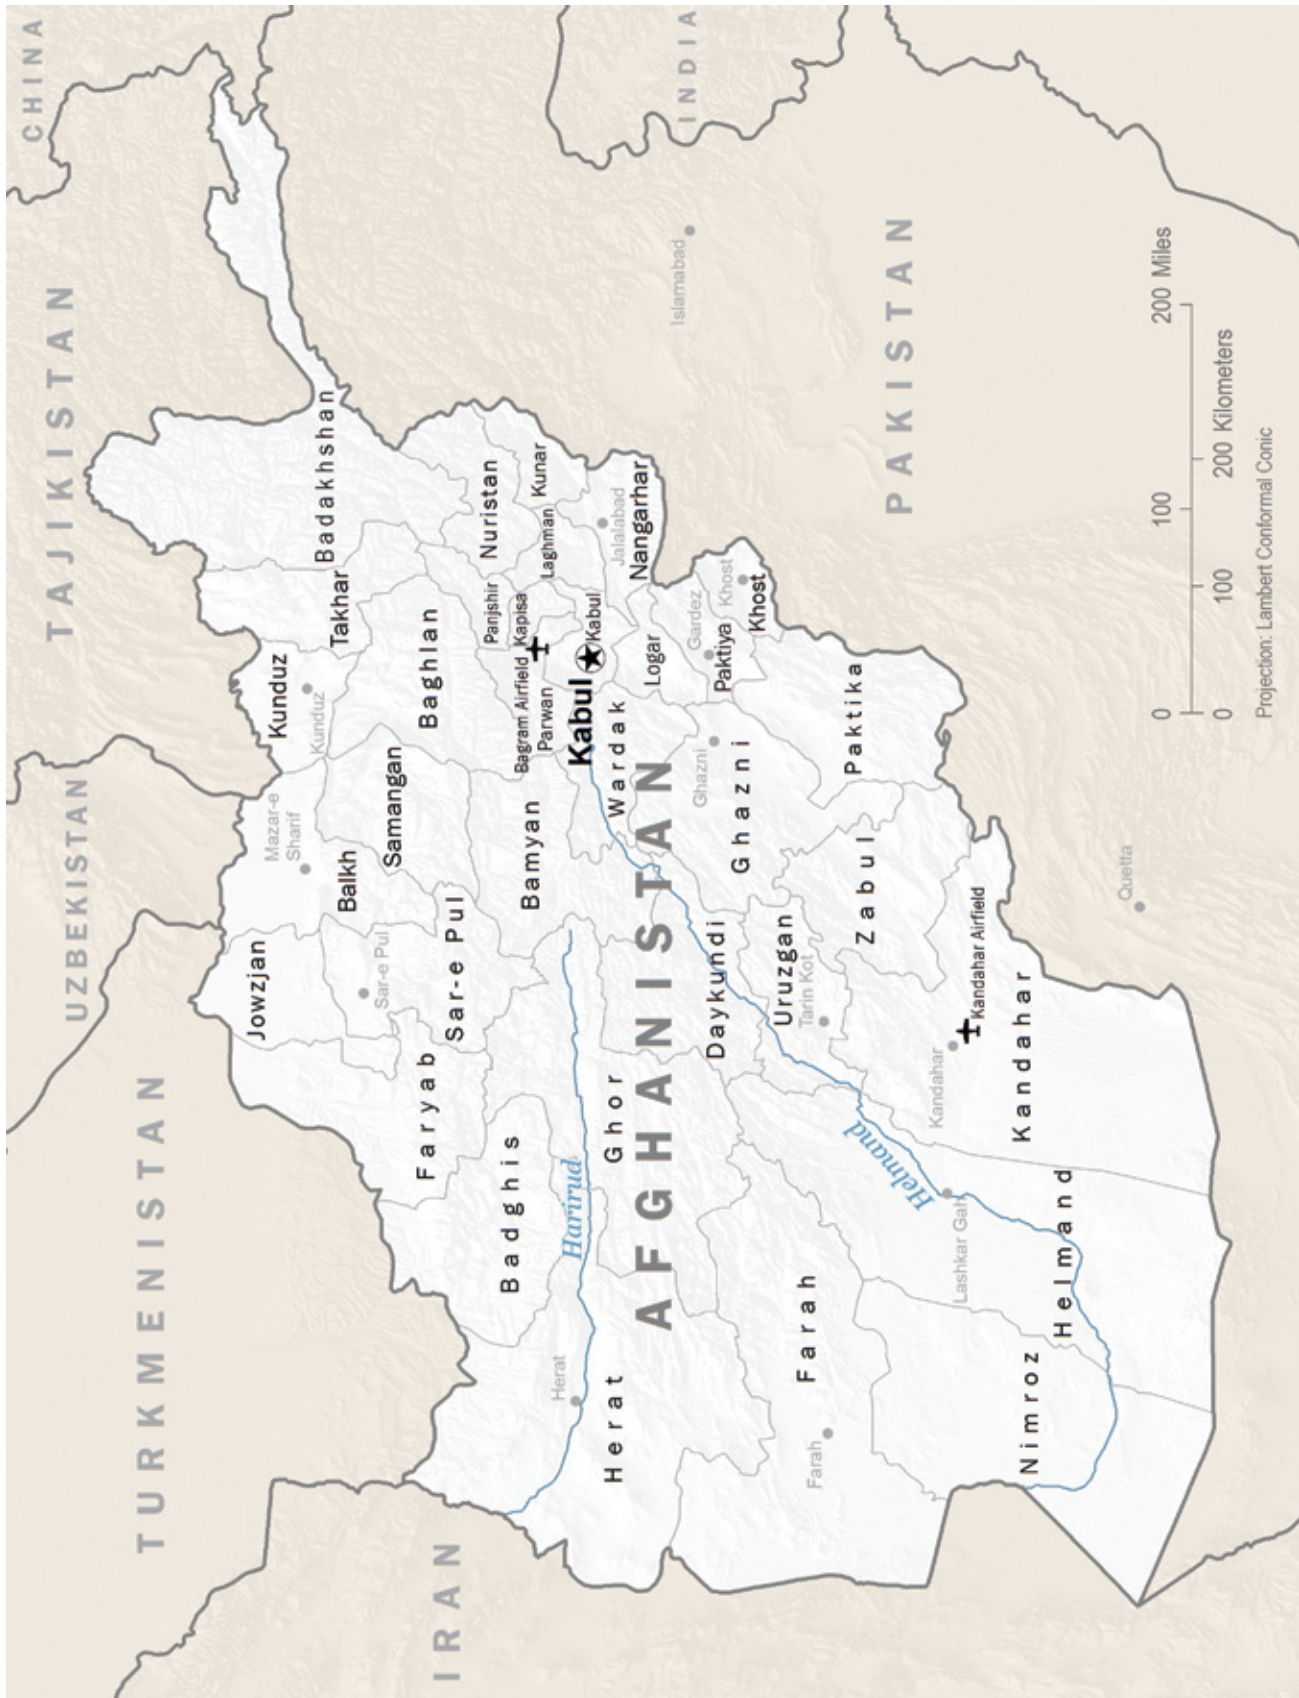 CHINA
TAJIKISTAN
UZBEKISTAN
TURKMENISTAN
IRAN
INDIA
PAKISTAN
AFGHANISTAN
Badakhshan
Takhar
Kunduz
Kunduz
Mazar-e
Sharif
Balkh
Jowzjan
Sar-e Pul
Samangan
Baghlan
Sar-e Pul
Faryab
Badghis
Nuristan
Kunar
Laghman
Panjshir
Kapisa
Bagram Airfield
Parwan
Bamyan
Kabul
Kabul
Jalalabad
Nangarhar
Wardak
Logar
Islamabad
Harirud
Ghor
Herat
Herat
Gardez
Khost
Khost
Paktiya
Ghazni
Ghazni
Daykundi
Uruzgan
Tarin Kot
Paktika
Zabul
Farah
Farah
Helmand
Kandahar
Kandahar Airfield
Kandahar
Lashkar Gah
Helmand
Nimroz
Quetta
0 100 200 Miles
0 100 200 Kilometers
Projection: Lambert Conformal Conic